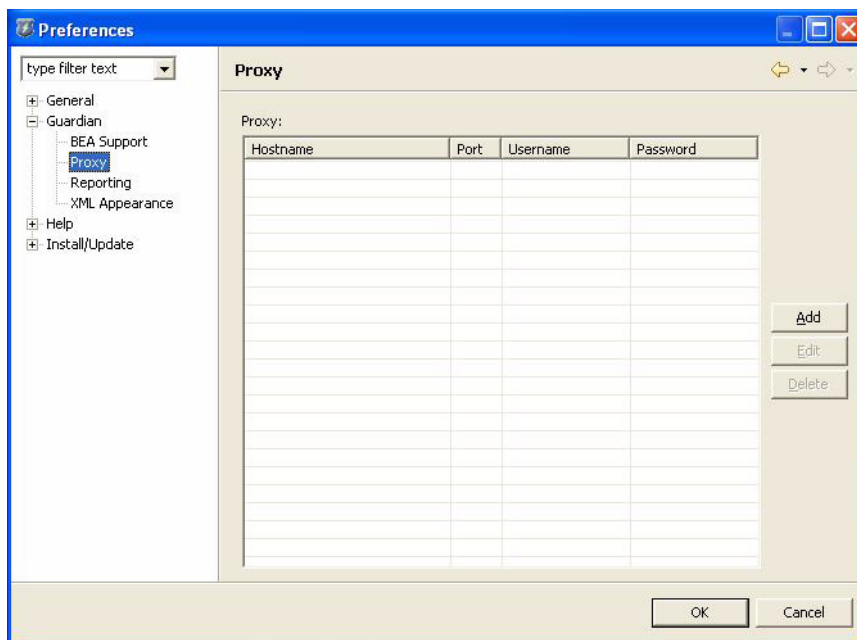 Preferences
type filter text
General
Guardian
BEA Support
Proxy
Reporting
XML Appearance
Help
Install/Update
Proxy
Proxy:
Hostname Port Username Password
Add
Edit
Delete
OK Cancel